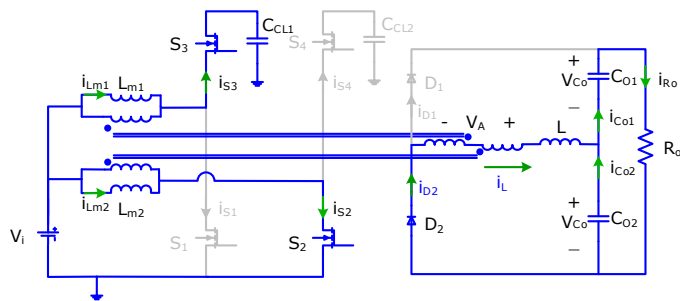 S3
CCL1
S4
CCL2
iLm1
Lm1
iS3
iS4
D1
iD1
VA
- +
L
+
VCo
−
CO1
iRo
iCo1
Ro
iLm2
Lm2
iS1
iS2
iD2
iL
iCo2
Vi
+
S1
S2
D2
+
VCo
−
CO2